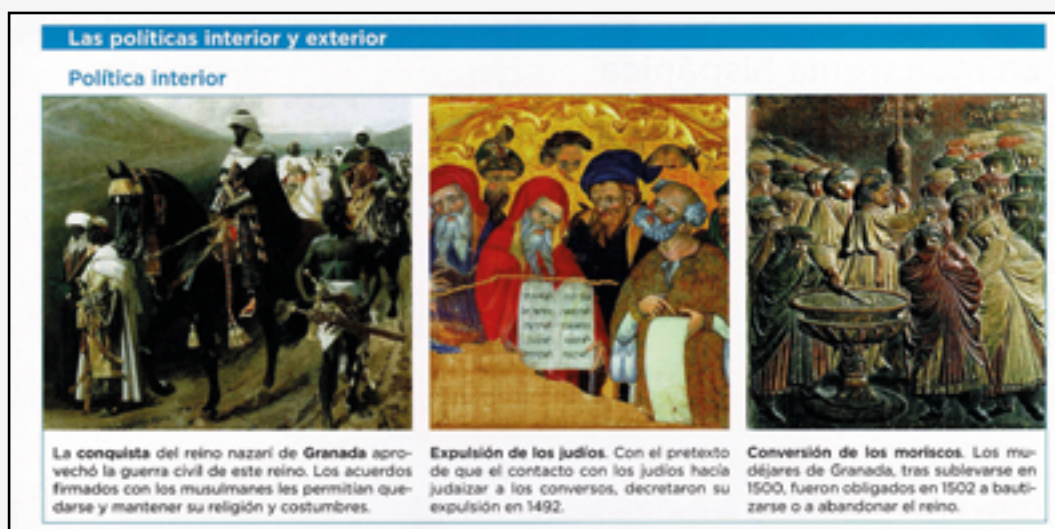 Las políticas interior y exterior
Política interior
La conquista del reino nazarí de Granada apro-
vechó la guerra civil de este reino. Los acuerdos
firmados con los musulmanes les permitían que-
darse y mantener su religión y costumbres.
Expulsión de los judíos. Con el pretexto
de que el contacto con los judíos hacía
judaizar a los conversos, decretaron su
expulsión en 1492.
Conversión de los moriscos. Los mu-
déjares de Granada, tras sublevarse en
1500, fueron obligados en 1502 a bauti-
zarse o a abandonar el reino.